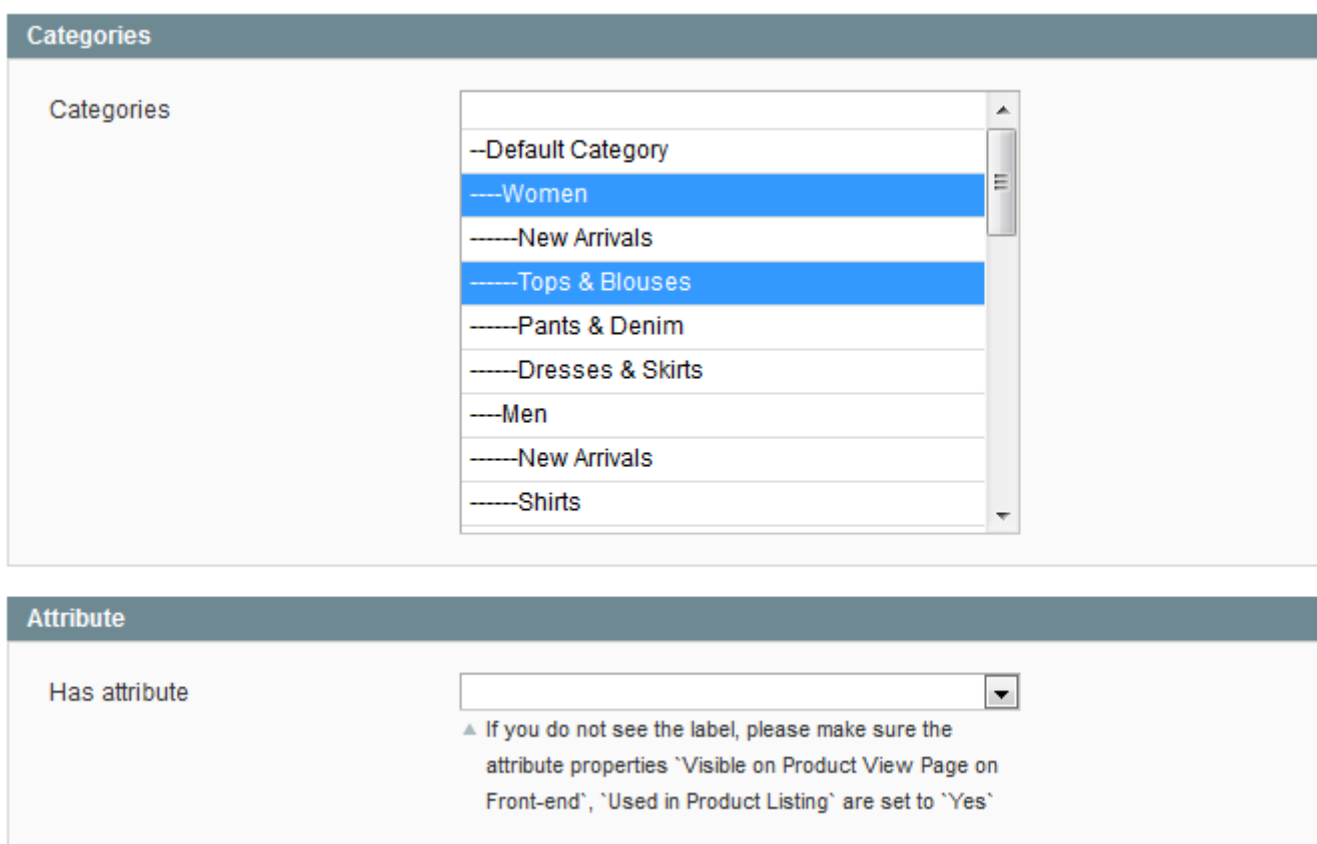 Categories
Categories
--Default Category
----Women
------New Arrivals
------Tops & Blouses
------Pants & Denim
------Dresses & Skirts
----Men
------New Arrivals
------Shirts
Attribute
Has attribute
If you do not see the label, please make sure the
attribute properties `Visible on Product View Page on
Front-end`, `Used in Product Listing` are set to `Yes`